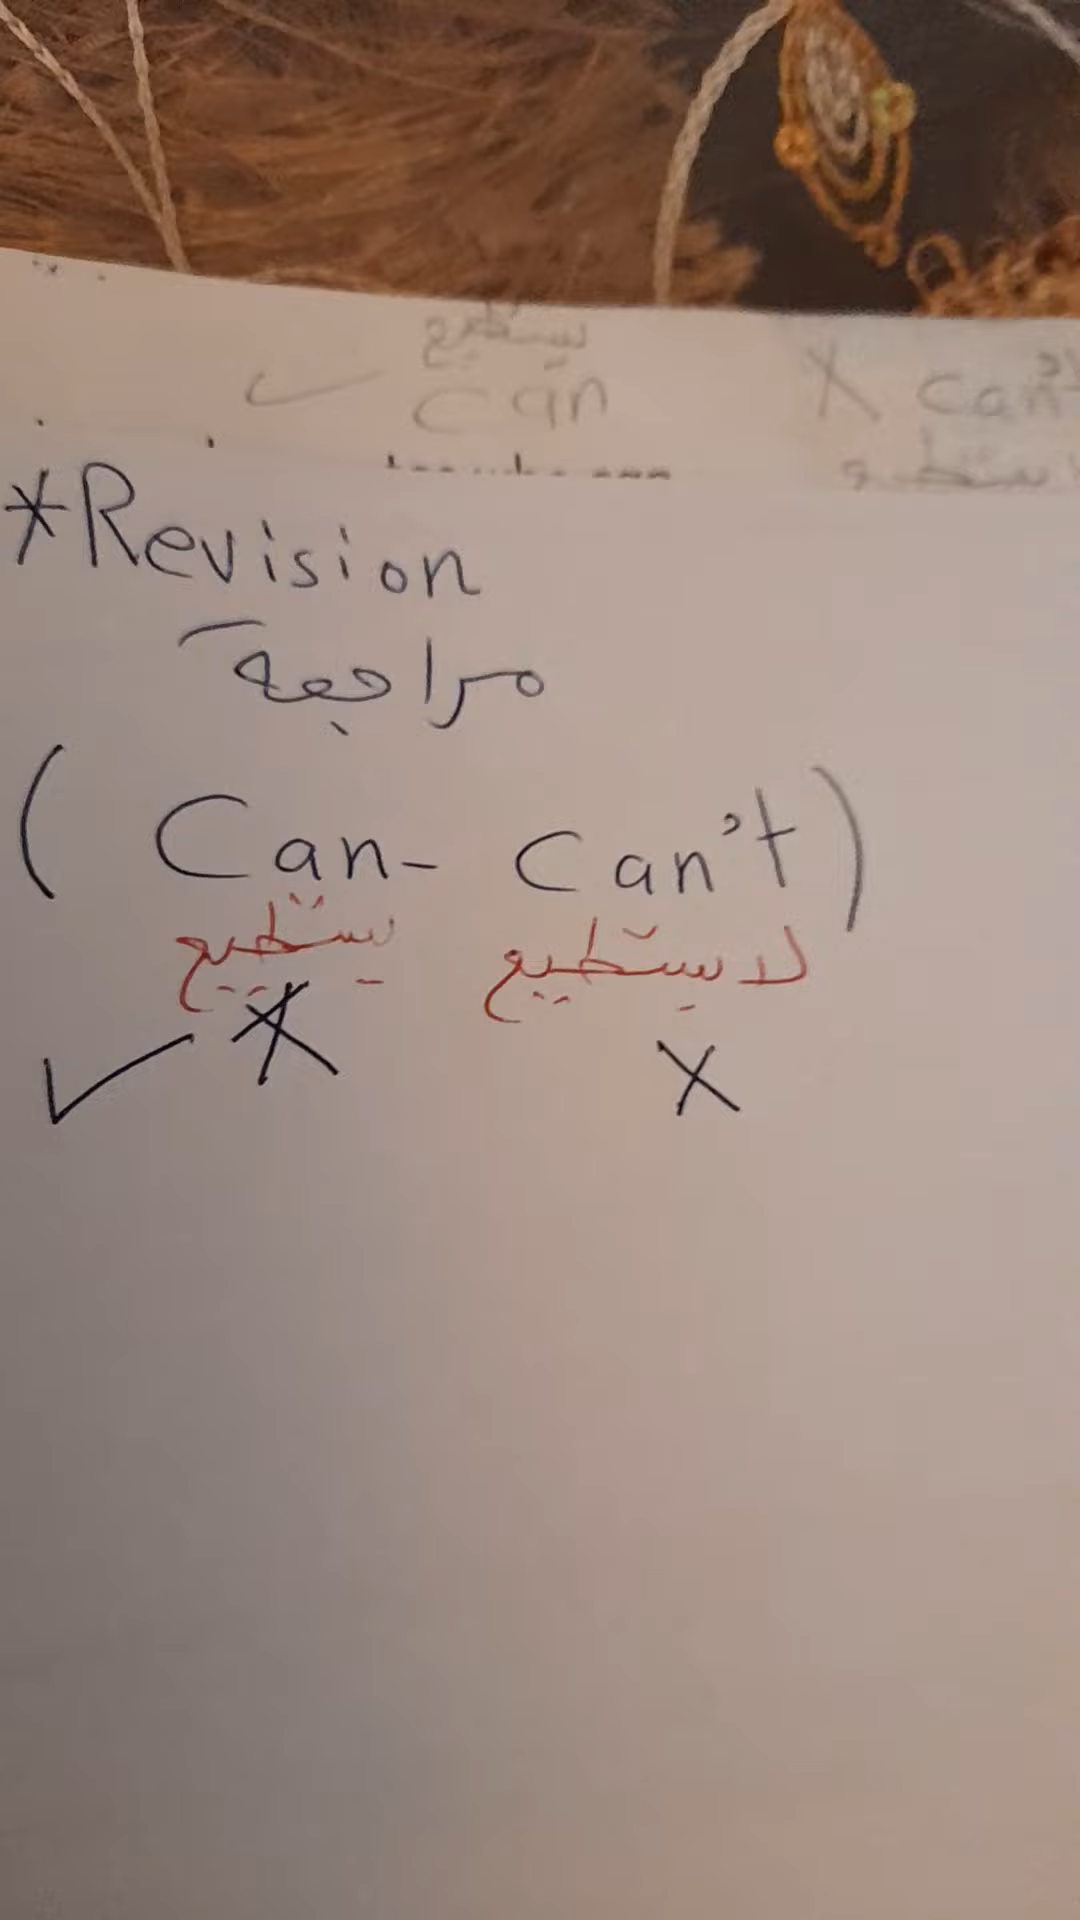 يستطيع
✓ can X can't
*Revision
مراجعة
( Can - Can't )
يستطيع لا يستطيع
✓ X X